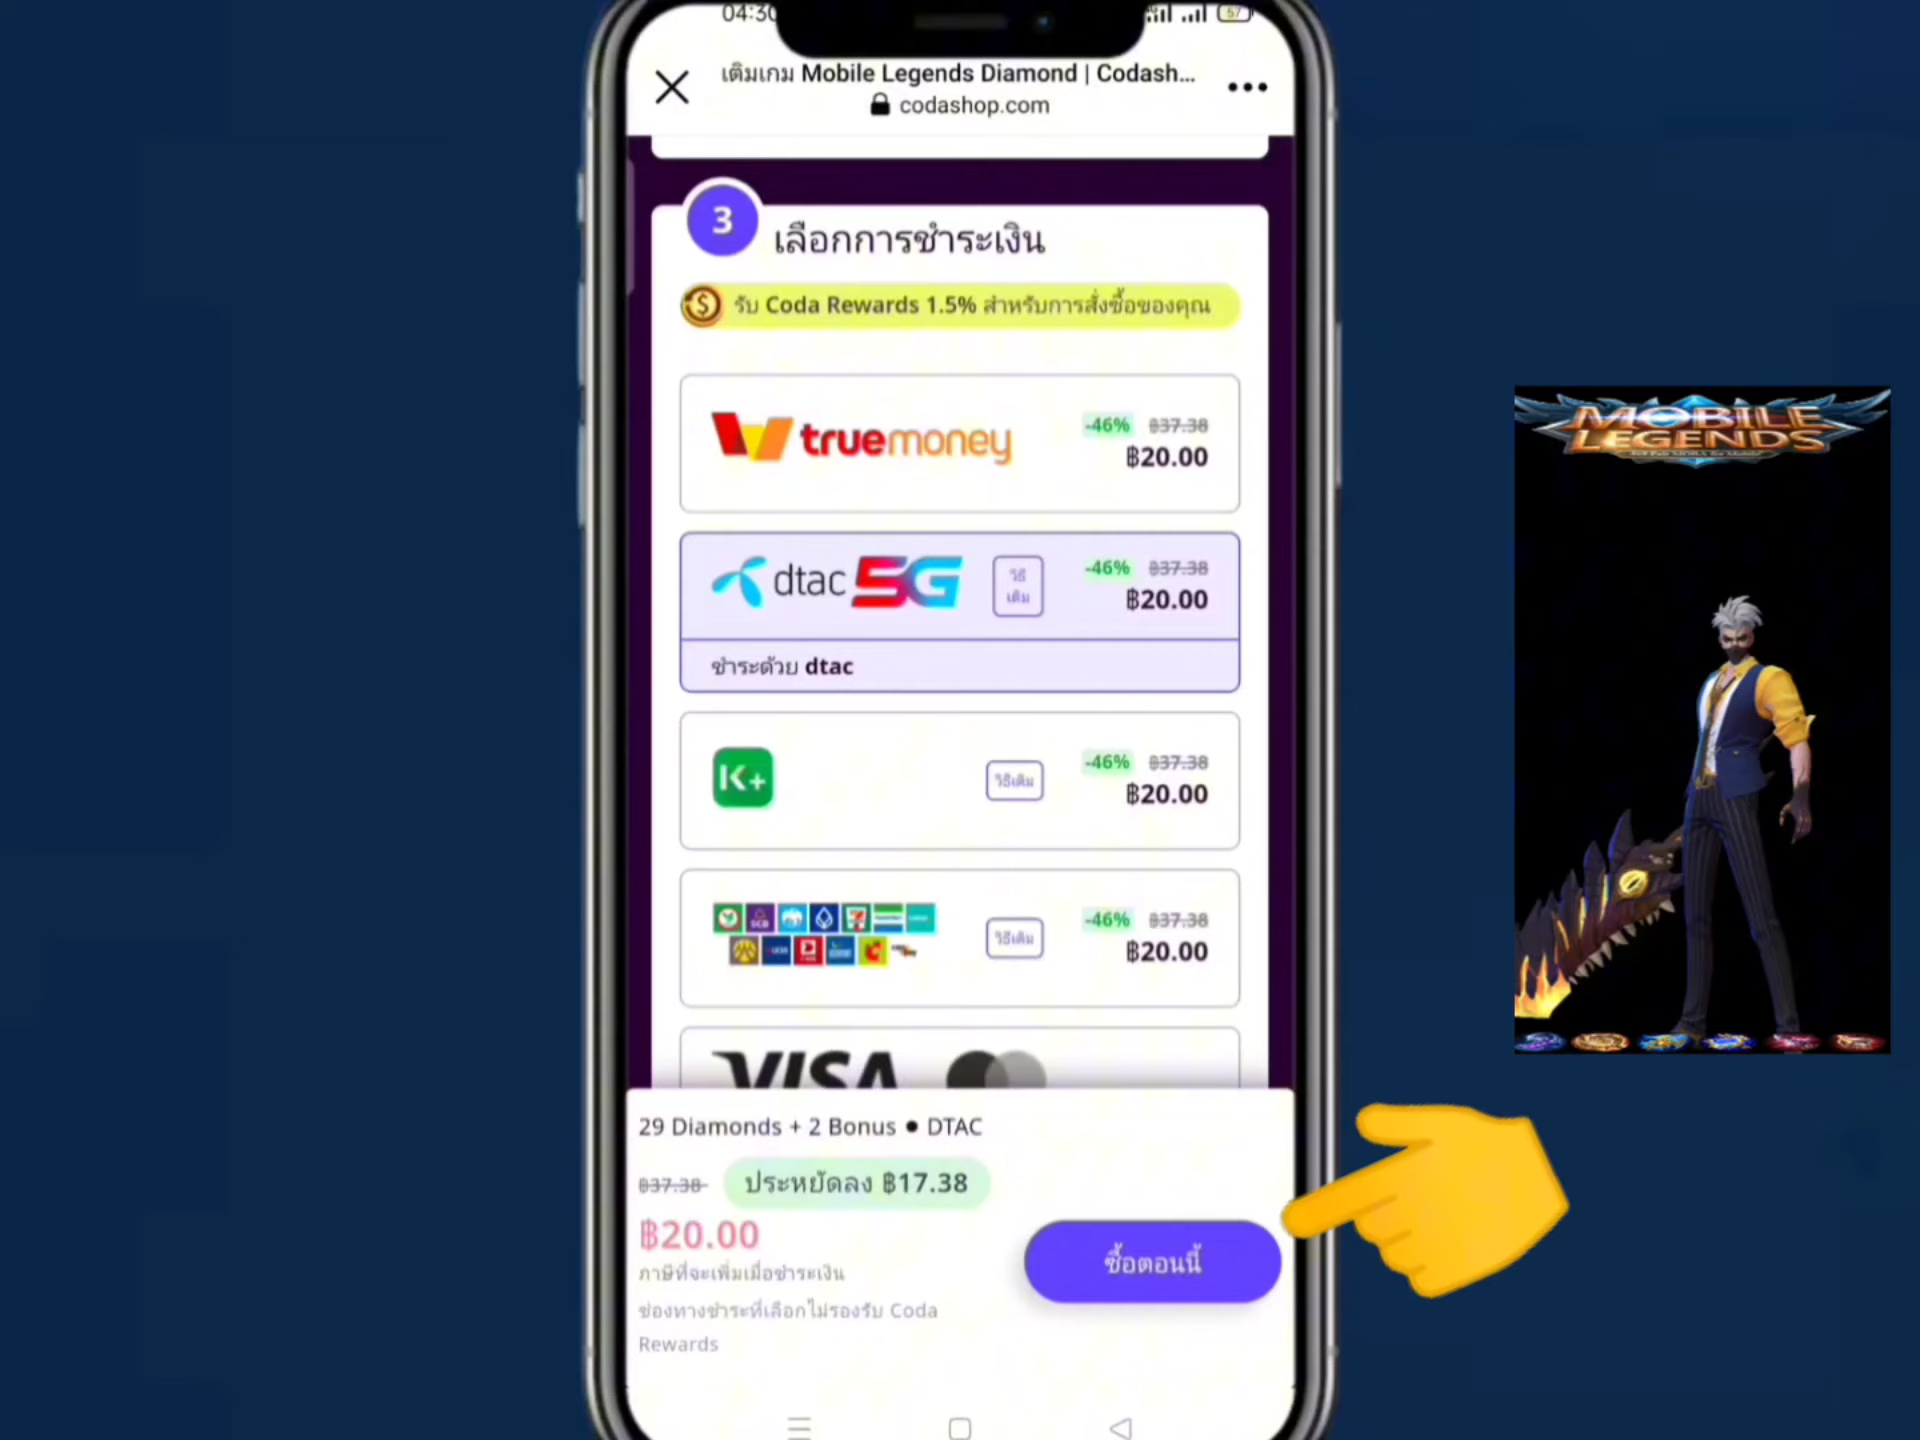 04:30
57
เติมเกม Mobile Legends Diamond | Codash...
codashop.com
3
เลือกการชำระเงิน
รับ Coda Rewards 1.5% สำหรับการสั่งซื้อของคุณ
truemoney
-46% ฿37.38
฿20.00
dtac 5G
วิธี
เติม
-46% ฿37.38
฿20.00
ชำระด้วย dtac
K+
วิธีเติม
-46% ฿37.38
฿20.00
SCB
วิธีเติม
-46% ฿37.38
฿20.00
VISA
29 Diamonds + 2 Bonus ● DTAC
฿37.38 ประหยัดลง ฿17.38
฿20.00
ภาษีที่จะเพิ่มเมื่อชำระเงิน
ช่องทางชำระที่เลือกไม่รองรับ Coda
Rewards
ซื้อตอนนี้
MOBILE
LEGENDS